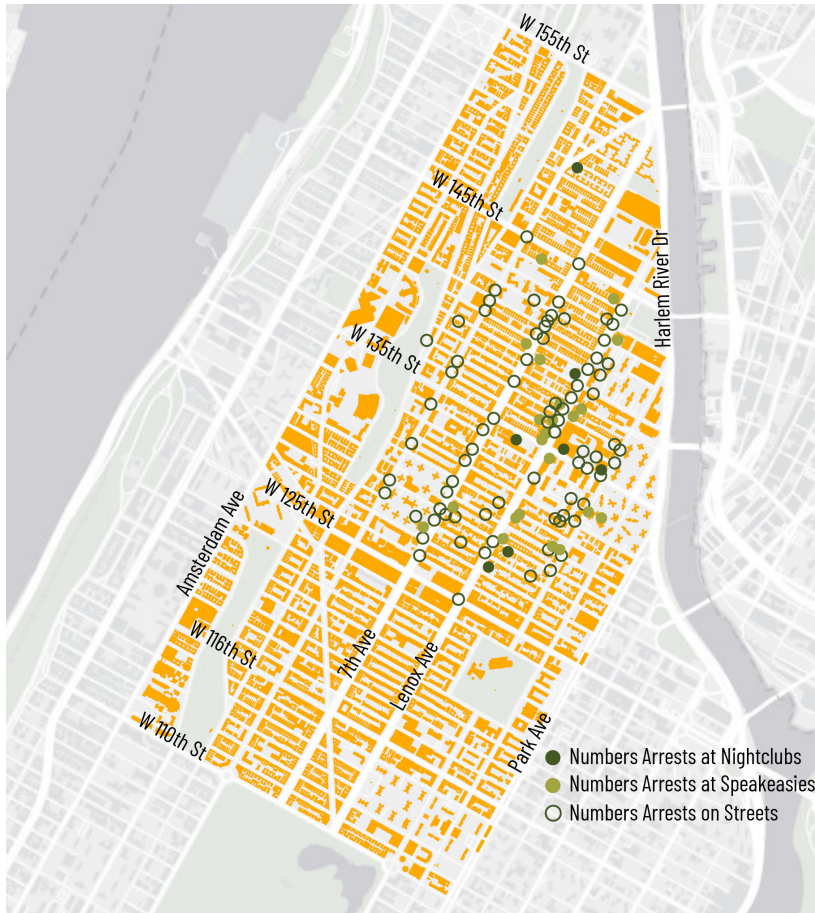 W 155th St
W 145th St
Harlem River Dr
W 135th St
W 125th St
Amsterdam Ave
W 116th St
7th Ave
Lenox Ave
W 110th St
Park Ave
Numbers Arrests at Nightclubs
Numbers Arrests at Speakeasies
Numbers Arrests on Streets